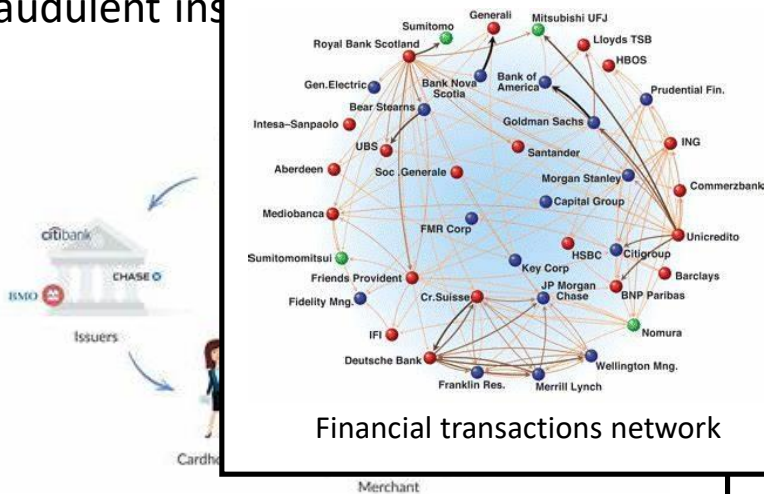 Generali
Mitsubishi UFJ
Sumitomo
Royal Bank Scotland
Lloyds TSB
HBOS
Gen.Electric
Bank Nova
Scotia
Bank of
America
Prudential Fin.
Bear Stearns
Goldman Sachs
Intesa–Sanpaolo
UBS
Santander
ING
Aberdeen
Soc .Generale
Morgan Stanley
Commerzbank
Capital Group
Mediobanca
FMR Corp
Unicredito
Sumitomomitsui
HSBC
Citigroup
Key Corp
Friends Provident
Barclays
Fidelity Mng.
Cr.Suisse
JP Morgan
Chase
BNP Paribas
IFI
Nomura
Deutsche Bank
Wellington Mng.
Franklin Res.
Merrill Lynch
Financial transactions network
citibank
CHASE
BMO
Issuers
Merchant